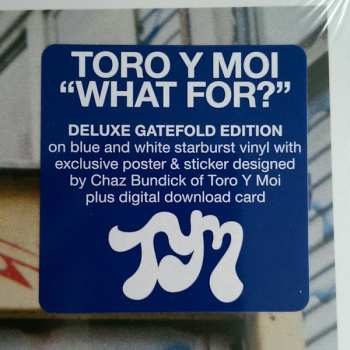 TORO Y MOI
“WHAT FOR?”
DELUXE GATEFOLD EDITION
on blue and white starburst vinyl with
exclusive poster & sticker designed
by Chaz Bundick of Toro Y Moi
plus digital download card
TYM